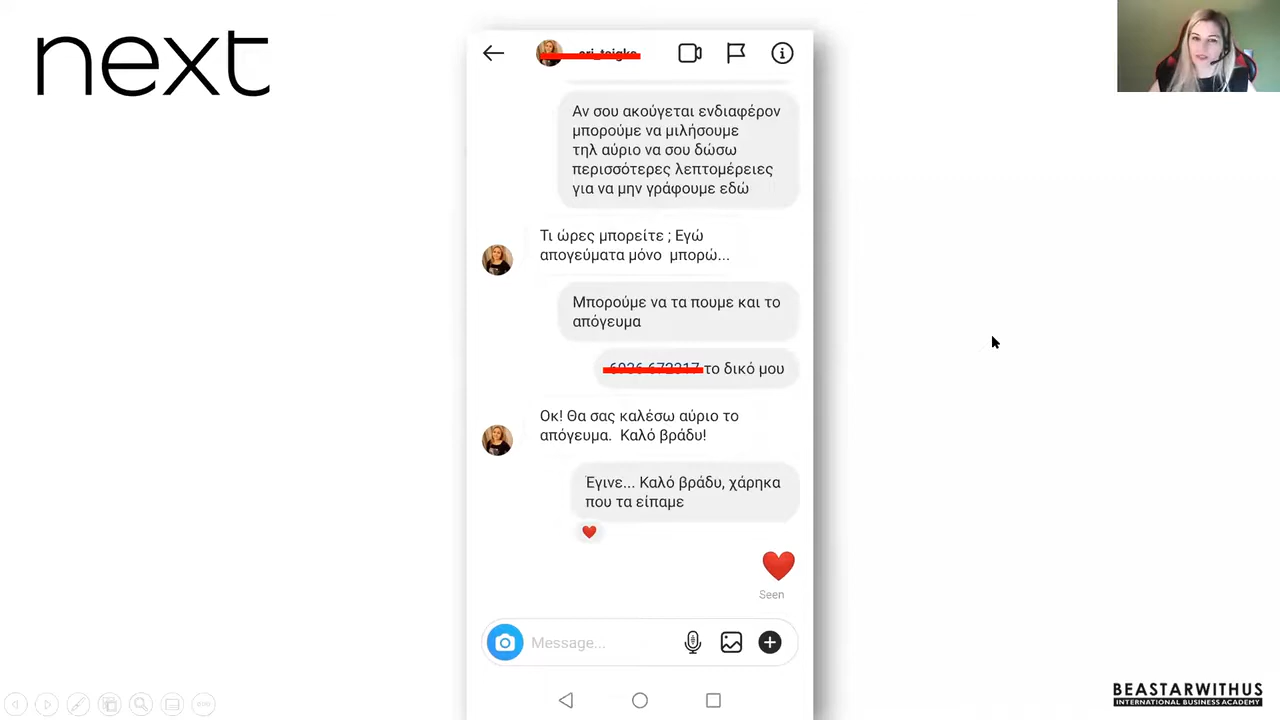 next
Αν σου ακούγεται ενδιαφέρον
μπορούμε να μιλήσουμε
τηλ αύριο να σου δώσω
περισσότερες λεπτομέρειες
για να μην γράφουμε εδώ
Τι ώρες μπορείτε ; Εγώ
απογεύματα μόνο μπορώ...
Μπορούμε να τα πουμε και το
απόγευμα
το δικό μου
Οκ! Θα σας καλέσω αύριο το
απόγευμα. Καλό βράδυ!
Έγινε... Καλό βράδυ, χάρηκα
που τα είπαμε
Seen
Message...
BEASTARWITHUS
INTERNATIONAL BUSINESS ACADEMY